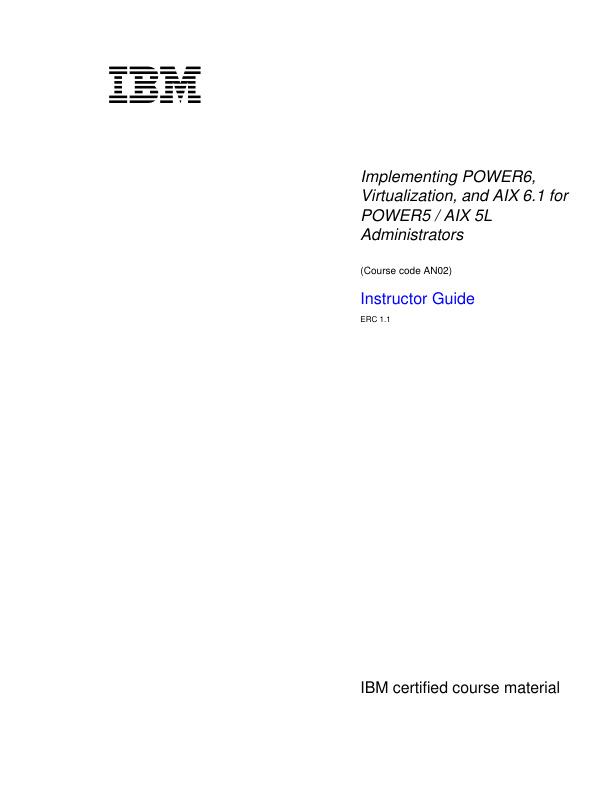 IBM
Implementing POWER6,
Virtualization, and AIX 6.1 for
POWER5 / AIX 5L
Administrators
(Course code AN02)
Instructor Guide
ERC 1.1
IBM certified course material